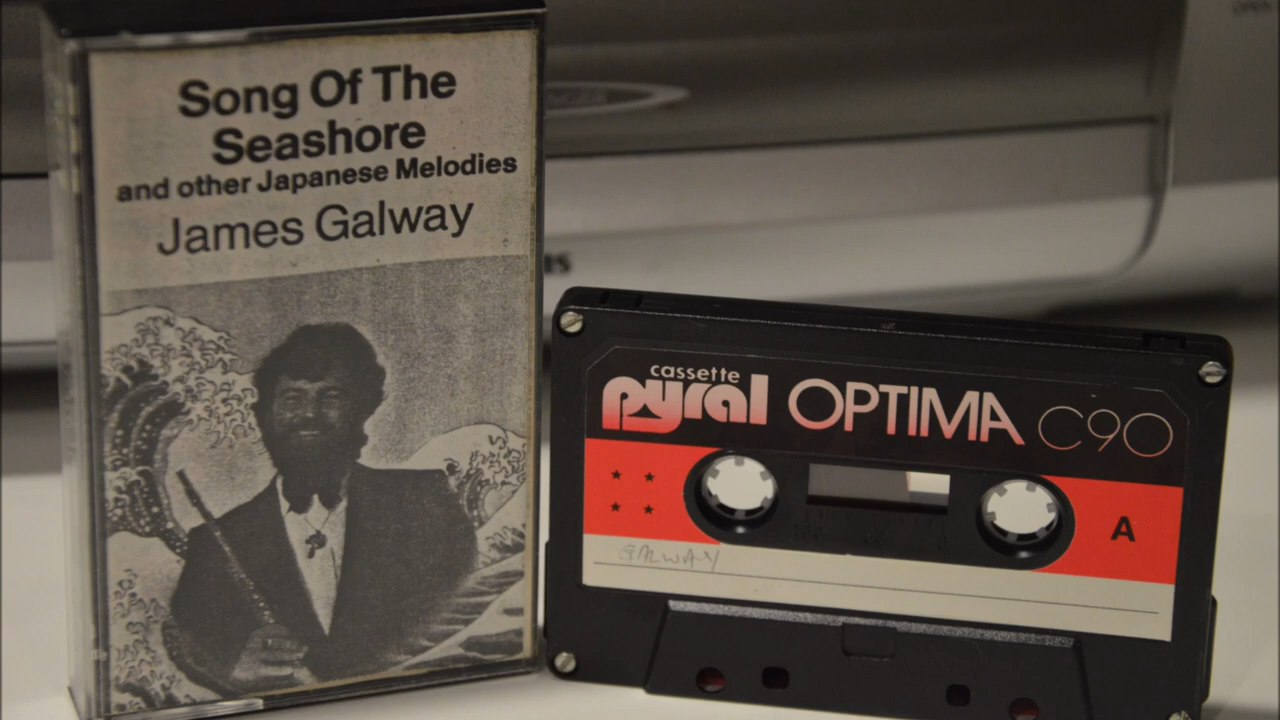 Song Of The
Seashore
and other Japanese Melodies
James Galway
cassette
pyral OPTIMA C90
A
GALWAY